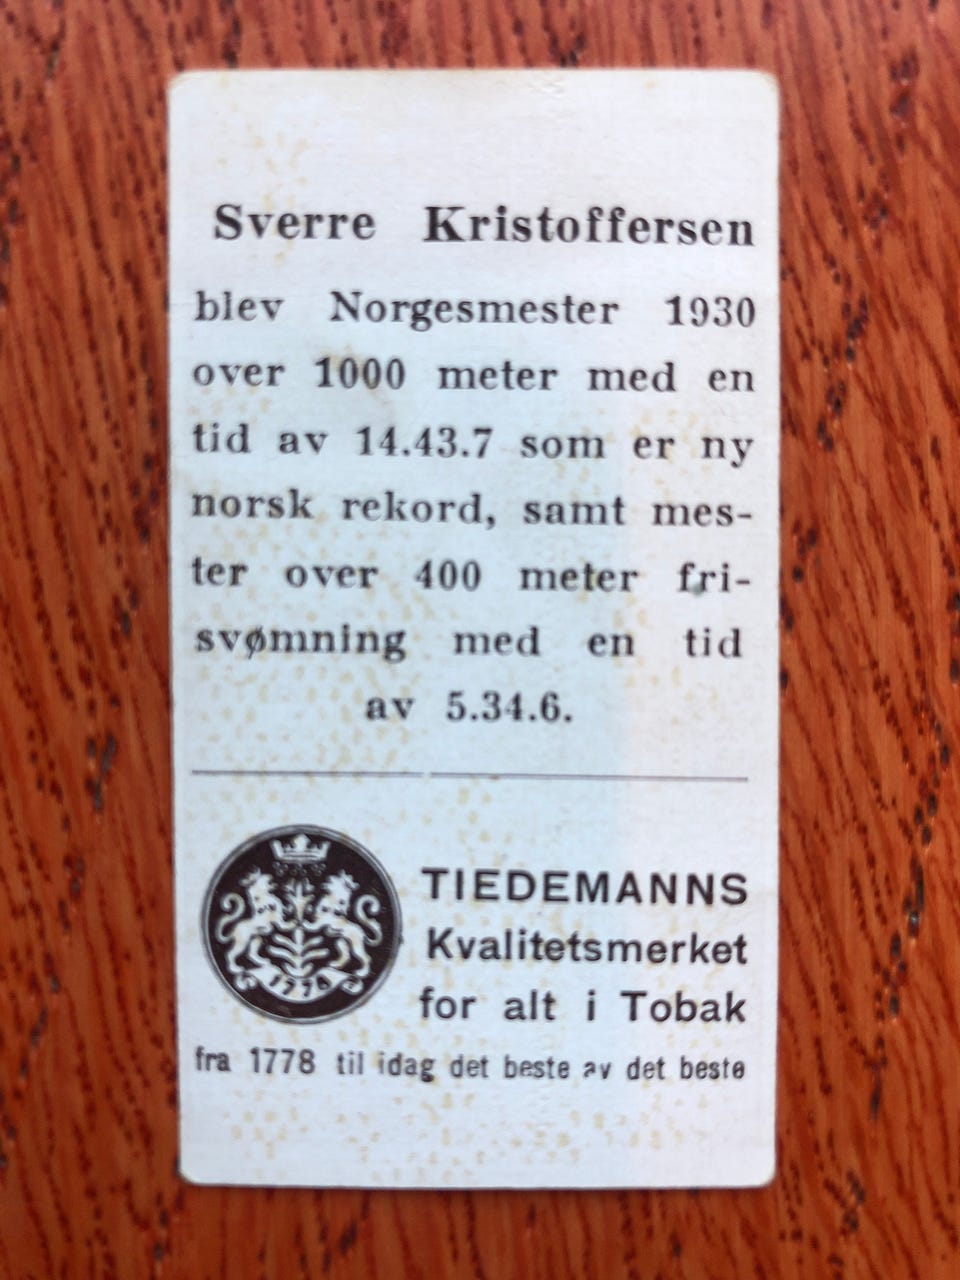 Sverre Kristoffersen
blev Norgesmester 1930
over 1000 meter med en
tid av 14.43.7 som er ny
norsk rekord, samt mes-
ter over 400 meter fri-
svømning med en tid
av 5.34.6.
1778
TIEDEMANNS
Kvalitetsmerket
for alt i Tobak
fra 1778 til idag det beste av det beste